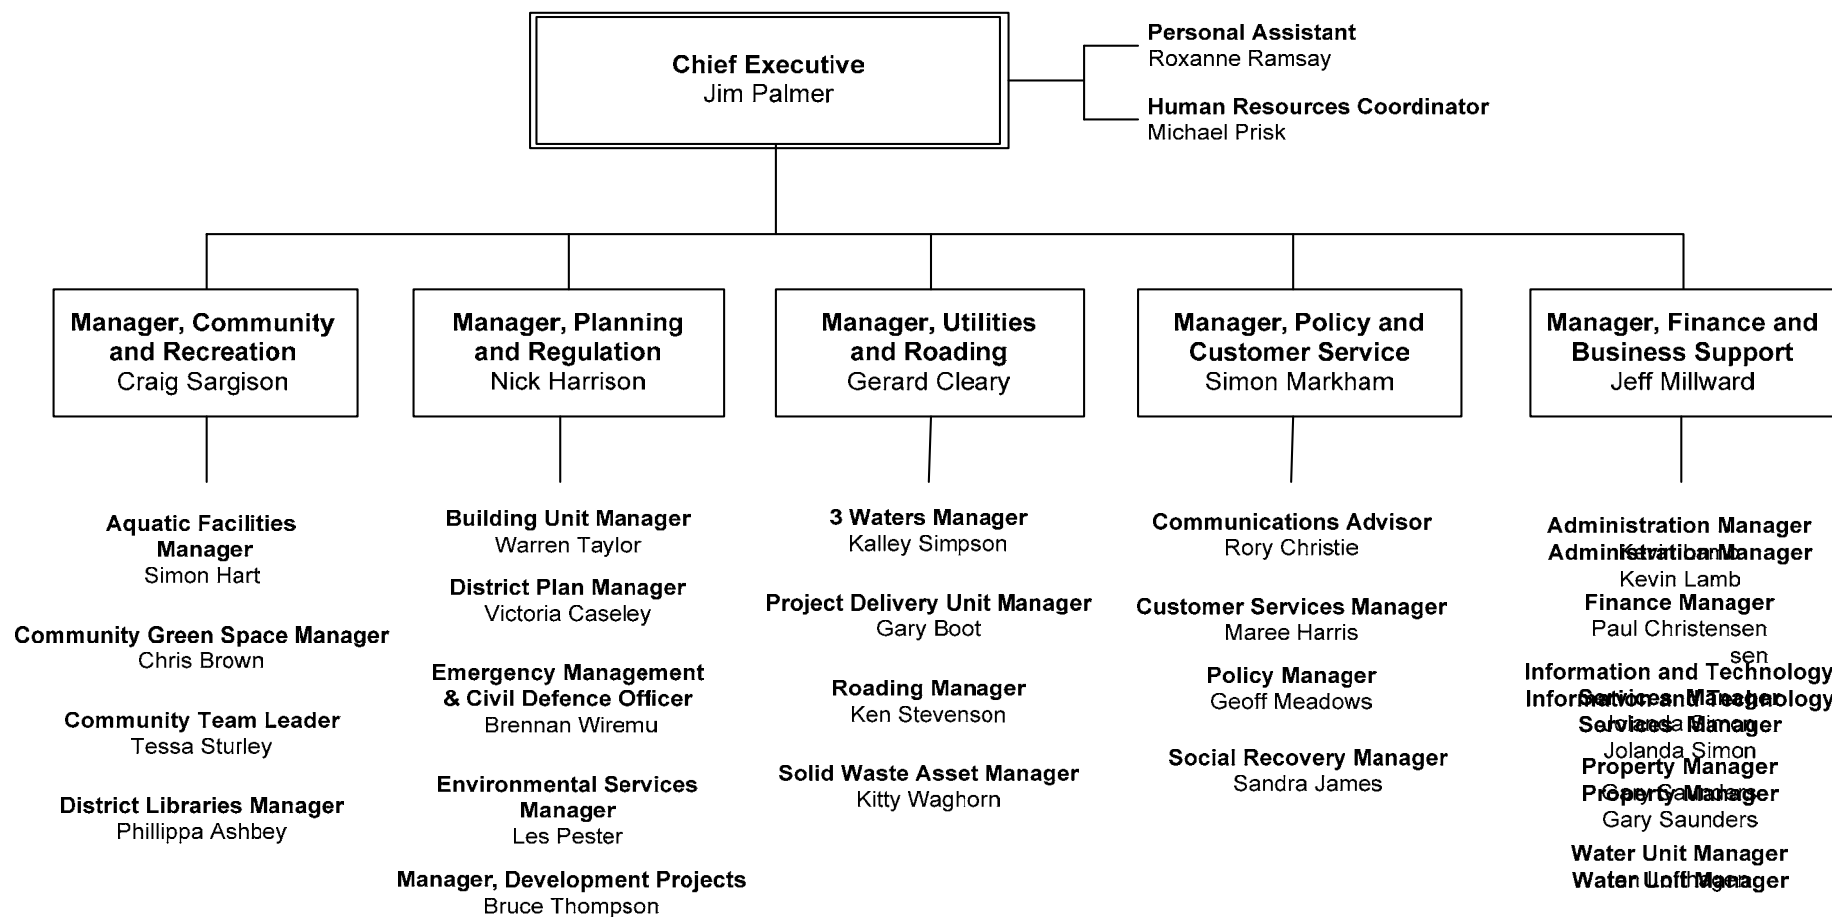 Chief Executive
Jim Palmer
Personal Assistant
Roxanne Ramsay
Human Resources Coordinator
Michael Prisk
Manager, Community
and Recreation
Craig Sargison
Manager, Planning
and Regulation
Nick Harrison
Manager, Utilities
and Roading
Gerard Cleary
Manager, Policy and
Customer Service
Simon Markham
Manager, Finance and
Business Support
Jeff Millward
Aquatic Facilities
Manager
Simon Hart
Community Green Space Manager
Chris Brown
Community Team Leader
Tessa Sturley
District Libraries Manager
Phillippa Ashbey
Building Unit Manager
Warren Taylor
District Plan Manager
Victoria Caseley
Emergency Management
& Civil Defence Officer
Brennan Wiremu
Environmental Services
Manager
Les Pester
Manager, Development Projects
Bruce Thompson
3 Waters Manager
Kalley Simpson
Project Delivery Unit Manager
Gary Boot
Roading Manager
Ken Stevenson
Solid Waste Asset Manager
Kitty Waghorn
Communications Advisor
Rory Christie
Customer Services Manager
Maree Harris
Policy Manager
Geoff Meadows
Social Recovery Manager
Sandra James
Administration Manager
Administration Manager
Kevin Lamb
Finance Manager
Paul Christensen
sen
Information and Technology
Information and Technology
Services Manager
Services Manager
Jolanda Simon
Property Manager
Property Manager
Gary Saunders
Water Unit Manager
Water Unit Manager